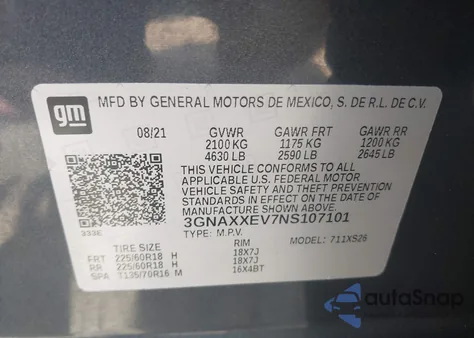 gm
MFD BY GENERAL MOTORS DE MEXICO, S. DE R.L. DE C.V.
08/21 GVWR GAWR FRT GAWR RR
2100 KG 1175 KG 1200 KG
4630 LB 2590 LB 2645 LB
THIS VEHICLE CONFORMS TO ALL
APPLICABLE U.S. FEDERAL MOTOR
VEHICLE SAFETY AND THEFT PREVENTION
STANDARDS IN EFFECT ON THE DATE OF
MANUFACTURE SHOWN ABOVE.
3GNAXXEV7NS107101
333E TYPE: M.P.V. MODEL: 711XS26
TIRE SIZE RIM
FRT 225/60R18 H 18X7J
RR 225/60R18 H 18X7J
SPA T135/70R16 M 16X4BT
autoSnap